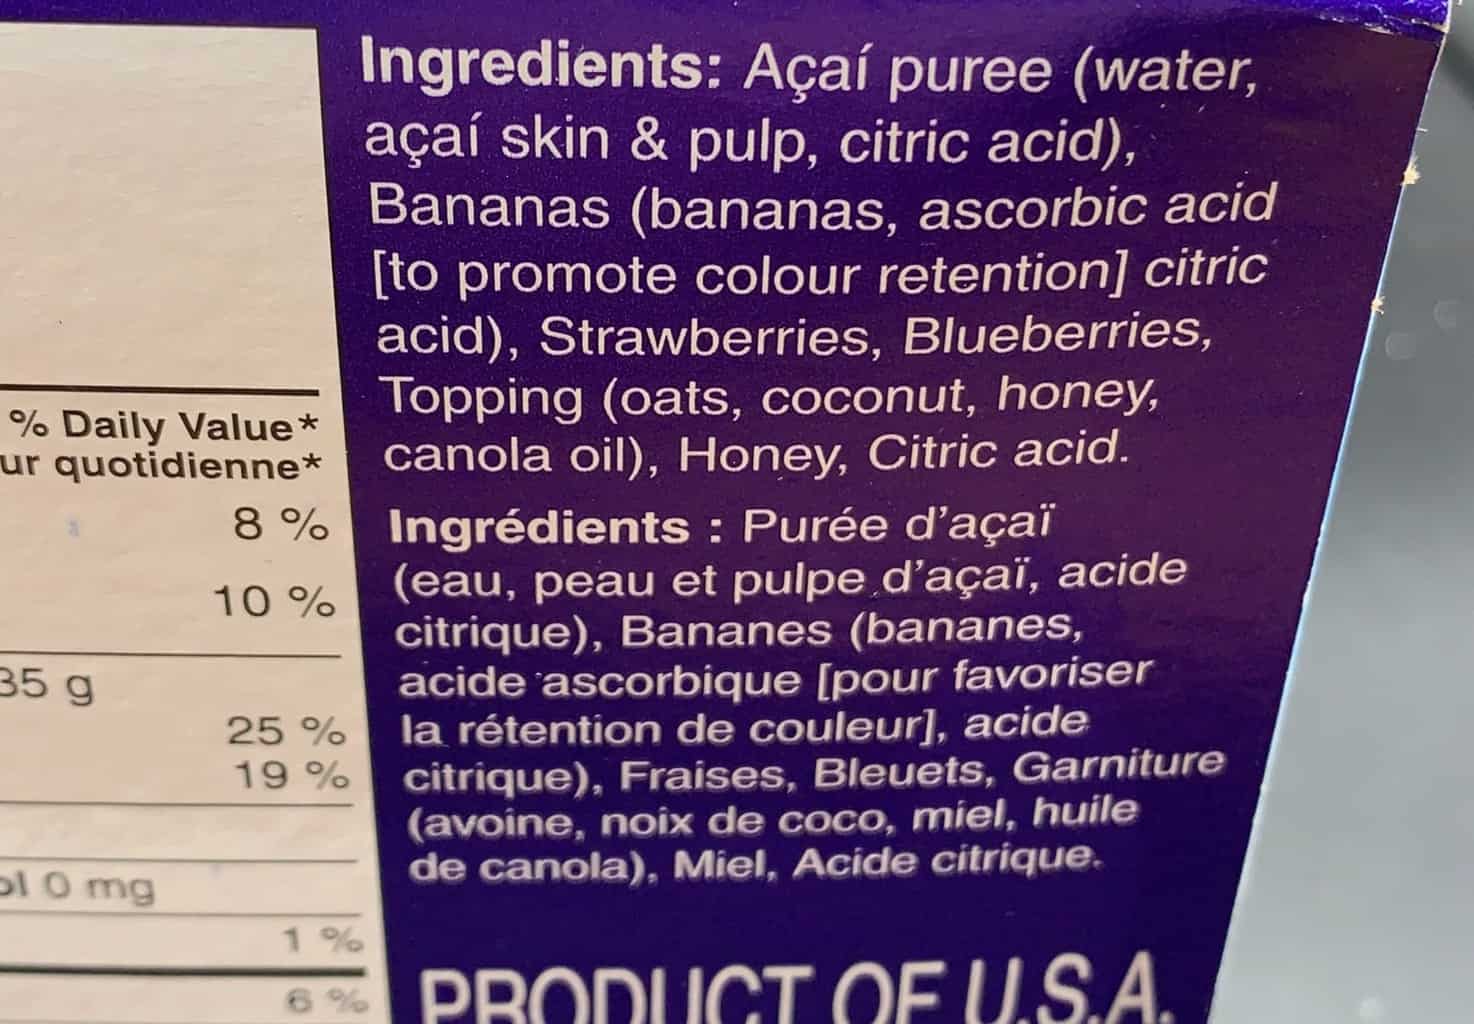 % Daily Value*
quotidienne*
8 %
10 %
35 g
25 %
19 %
0 mg
1 %
6 %
Ingredients: Açaí puree (water,
açaí skin & pulp, citric acid),
Bananas (bananas, ascorbic acid
[to promote colour retention] citric
acid), Strawberries, Blueberries,
Topping (oats, coconut, honey,
canola oil), Honey, Citric acid.
Ingrédients : Purée d'açaï
(eau, peau et pulpe d'açaï, acide
citrique), Bananes (bananes,
acide ascorbique [pour favoriser
la rétention de couleur], acide
citrique), Fraises, Bleuets, Garniture
(avoine, noix de coco, miel, huile
de canola), Miel, Acide citrique.
PRODUCT OF U.S.A.